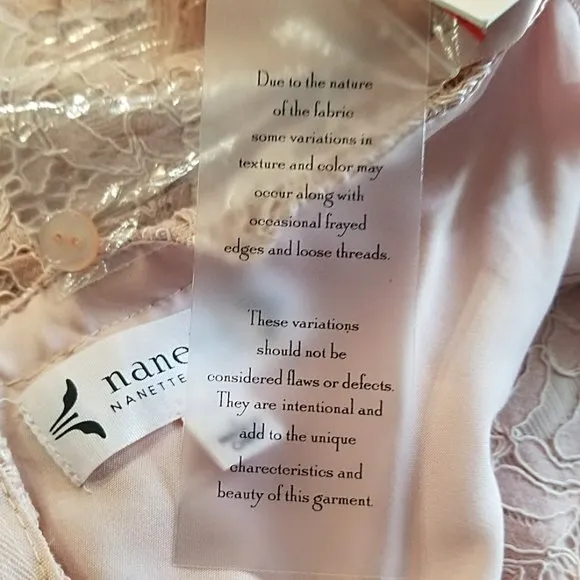 Due to the nature
of the fabric
some variations in
texture and color may
occur along with
occasional frayed
edges and loose threads.
These variations
should not be
considered flaws or defects.
They are intentional and
add to the unique
charecteristics and
beauty of this garment.
nane
NANETTE